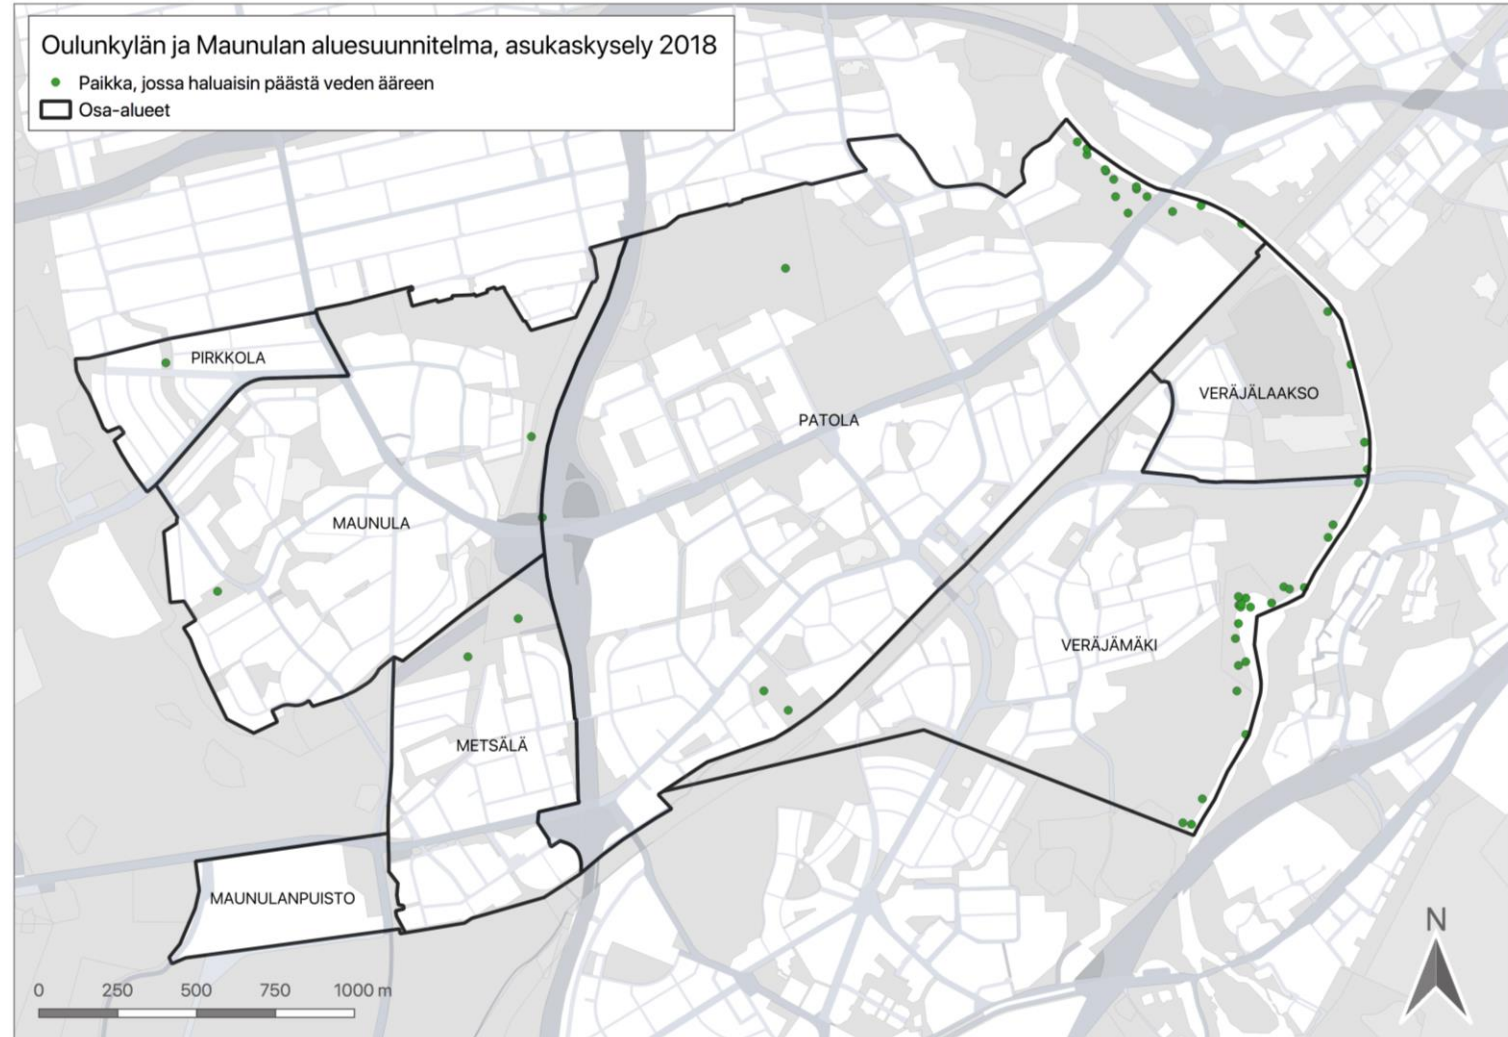 Oulunkylän ja Maunulan aluesuunnitelma, asukaskysely 2018
Paikka, jossa haluaisin päästä veden ääreen
Osa-alueet
PIRKKOLA
VERÄJÄLAAKSO
PATOLA
MAUNULA
VERÄJÄMÄKI
METSÄLÄ
MAUNULANPUISTO
N
0 250 500 750 1000 m